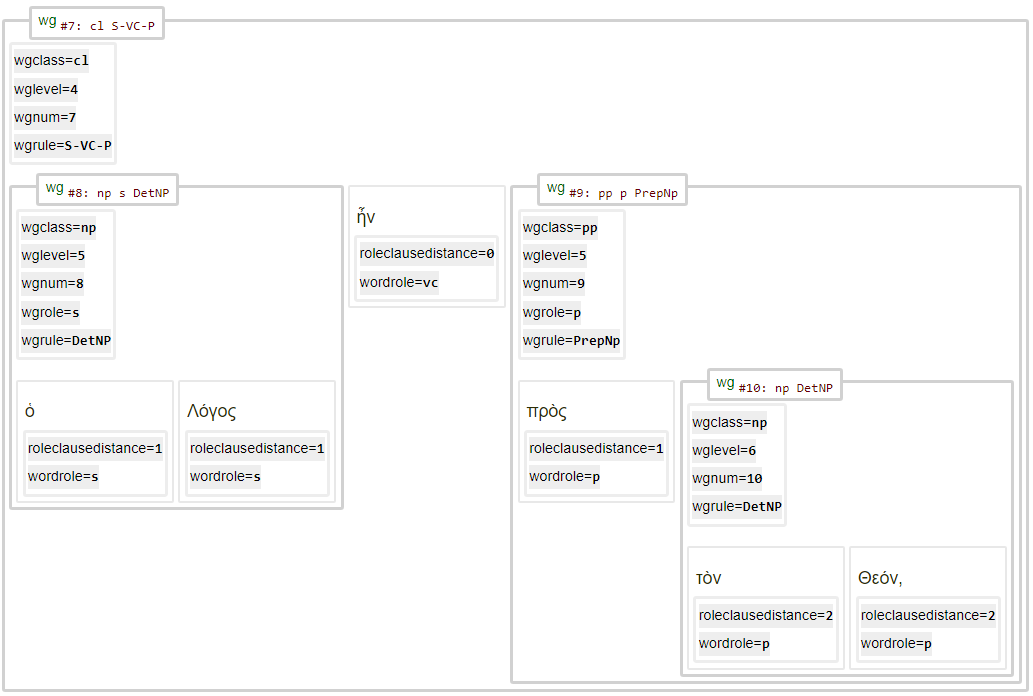 wg #7: cl S-VC-P
wgclass=cl
wglevel=4
wgnum=7
wgrule=S-VC-P
wg #8: np s DetNP
wgclass=np
wglevel=5
wgnum=8
wgrole=s
wgrule=DetNP
ὁ
roleclausedistance=1
wordrole=s
Λόγος
roleclausedistance=1
wordrole=s
ἦν
roleclausedistance=0
wordrole=vc
wg #9: pp p PrepNp
wgclass=pp
wglevel=5
wgnum=9
wgrole=p
wgrule=PrepNp
πρὸς
roleclausedistance=1
wordrole=p
wg #10: np DetNP
wgclass=np
wglevel=6
wgnum=10
wgrule=DetNP
τὸν
roleclausedistance=2
wordrole=p
Θεόν,
roleclausedistance=2
wordrole=p